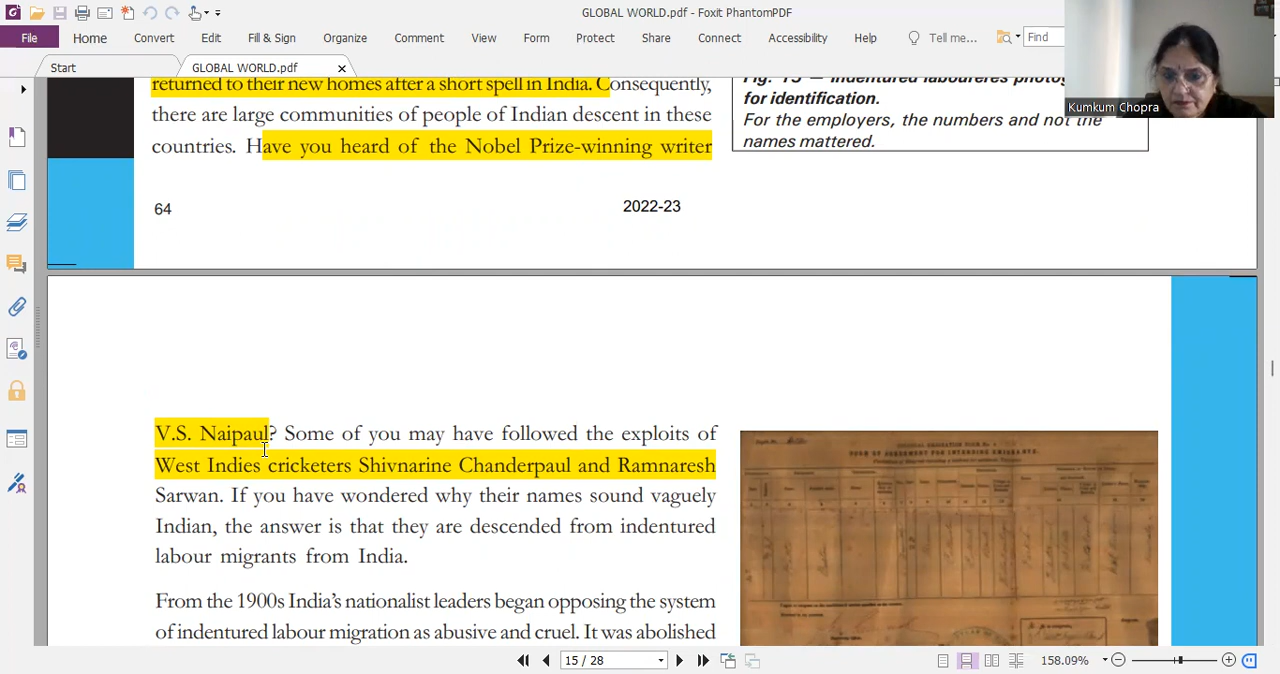 GLOBAL WORLD.pdf - Foxit PhantomPDF
File Home Convert Edit Fill & Sign Organize Comment View Form Protect Share Connect Accessibility Help Tell me... Find
Start GLOBAL WORLD.pdf
Kumkum Chopra
returned to their new homes after a short spell in India. Consequently,
there are large communities of people of Indian descent in these
countries. Have you heard of the Nobel Prize-winning writer
for identification.
For the employers, the numbers and not the
names mattered.
64 2022-23
V.S. Naipaul? Some of you may have followed the exploits of
West Indies cricketers Shivnarine Chanderpaul and Ramnaresh
Sarwan. If you have wondered why their names sound vaguely
Indian, the answer is that they are descended from indentured
labour migrants from India.
From the 1900s India's nationalist leaders began opposing the system
of indentured labour migration as abusive and cruel. It was abolished
15 / 28 158.09%